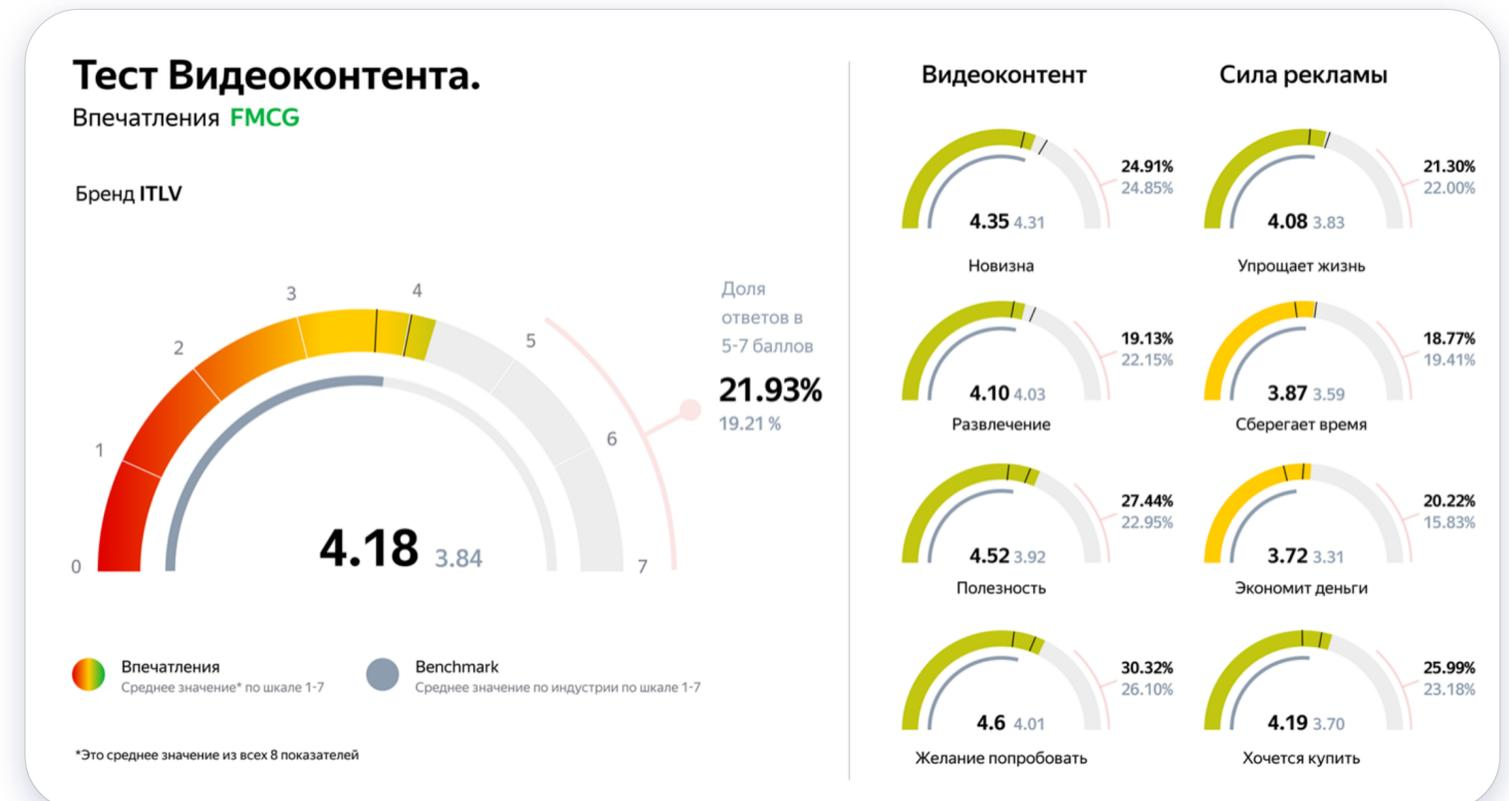 Тест Видеоконтента.
Впечатления FMCG
Бренд ITLV
0
1
2
3
4
5
6
7
4.18 3.84
Доля
ответов в
5-7 баллов
21.93%
19.21 %
Впечатления
Среднее значение* по шкале 1-7
Benchmark
Среднее значение по индустрии по шкале 1-7
*Это среднее значение из всех 8 показателей
Видеоконтент
24.91%
24.85%
4.35 4.31
Новизна
19.13%
22.15%
4.10 4.03
Развлечение
27.44%
22.95%
4.52 3.92
Полезность
30.32%
26.10%
4.6 4.01
Желание попробовать
Сила рекламы
21.30%
22.00%
4.08 3.83
Упрощает жизнь
18.77%
19.41%
3.87 3.59
Сберегает время
20.22%
15.83%
3.72 3.31
Экономит деньги
25.99%
23.18%
4.19 3.70
Хочется купить